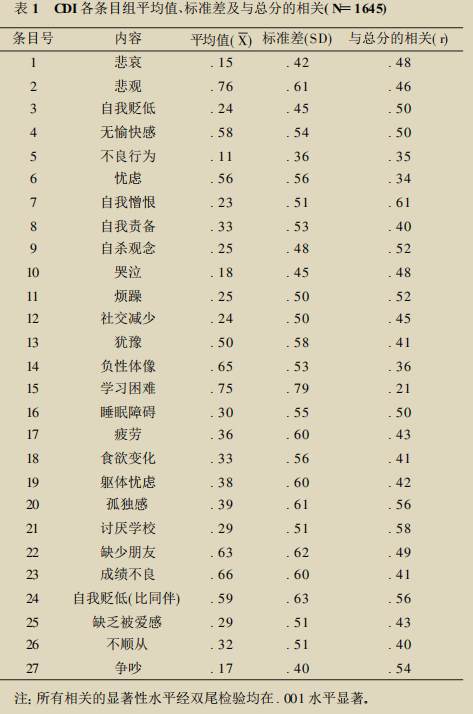 表 1 CDI 各条目组平均值、标准差及与总分的相关( N= 1645)
条目号 内容 平均值( X̄) 标准差(SD) 与总分的相关( r)
1 悲哀 . 15 . 42 . 48
2 悲观 . 76 . 61 . 46
3 自我贬低 . 24 . 45 . 50
4 无愉快感 . 58 . 54 . 50
5 不良行为 . 11 . 36 . 35
6 忧虑 . 56 . 56 . 34
7 自我憎恨 . 23 . 51 . 61
8 自我责备 . 33 . 53 . 40
9 自杀观念 . 25 . 48 . 52
10 哭泣 . 18 . 45 . 48
11 烦躁 . 25 . 50 . 52
12 社交减少 . 24 . 50 . 45
13 犹豫 . 50 . 58 . 41
14 负性体像 . 65 . 53 . 36
15 学习困难 . 75 . 79 . 21
16 睡眠障碍 . 30 . 55 . 50
17 疲劳 . 36 . 60 . 43
18 食欲变化 . 33 . 56 . 41
19 躯体忧虑 . 38 . 60 . 42
20 孤独感 . 39 . 61 . 56
21 讨厌学校 . 29 . 51 . 58
22 缺少朋友 . 63 . 62 . 49
23 成绩不良 . 66 . 60 . 41
24 自我贬低(比同伴) . 59 . 63 . 56
25 缺乏被爱感 . 29 . 51 . 43
26 不顺从 . 32 . 51 . 40
27 争吵 . 17 . 40 . 54
注: 所有相关的显著性水平经双尾检验均在 . 001 水平显著。